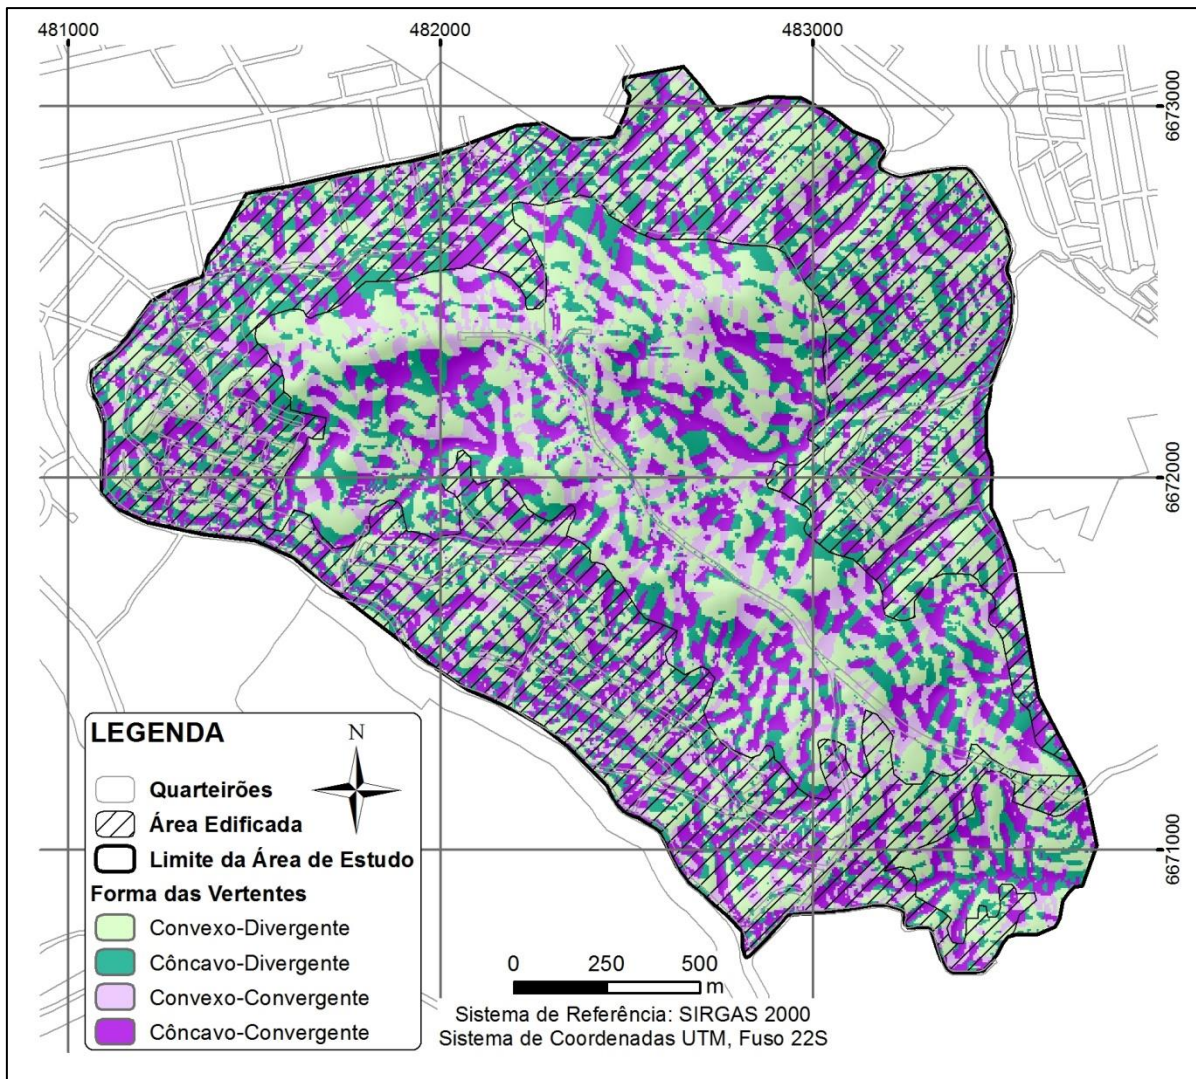 481000 482000 483000
6673000
6672000
6671000
LEGENDA
N
Quarteirões
Área Edificada
Limite da Área de Estudo
Forma das Vertentes
Convexo-Divergente
Côncavo-Divergente
Convexo-Convergente
Côncavo-Convergente
0 250 500
m
Sistema de Referência: SIRGAS 2000
Sistema de Coordenadas UTM, Fuso 22S